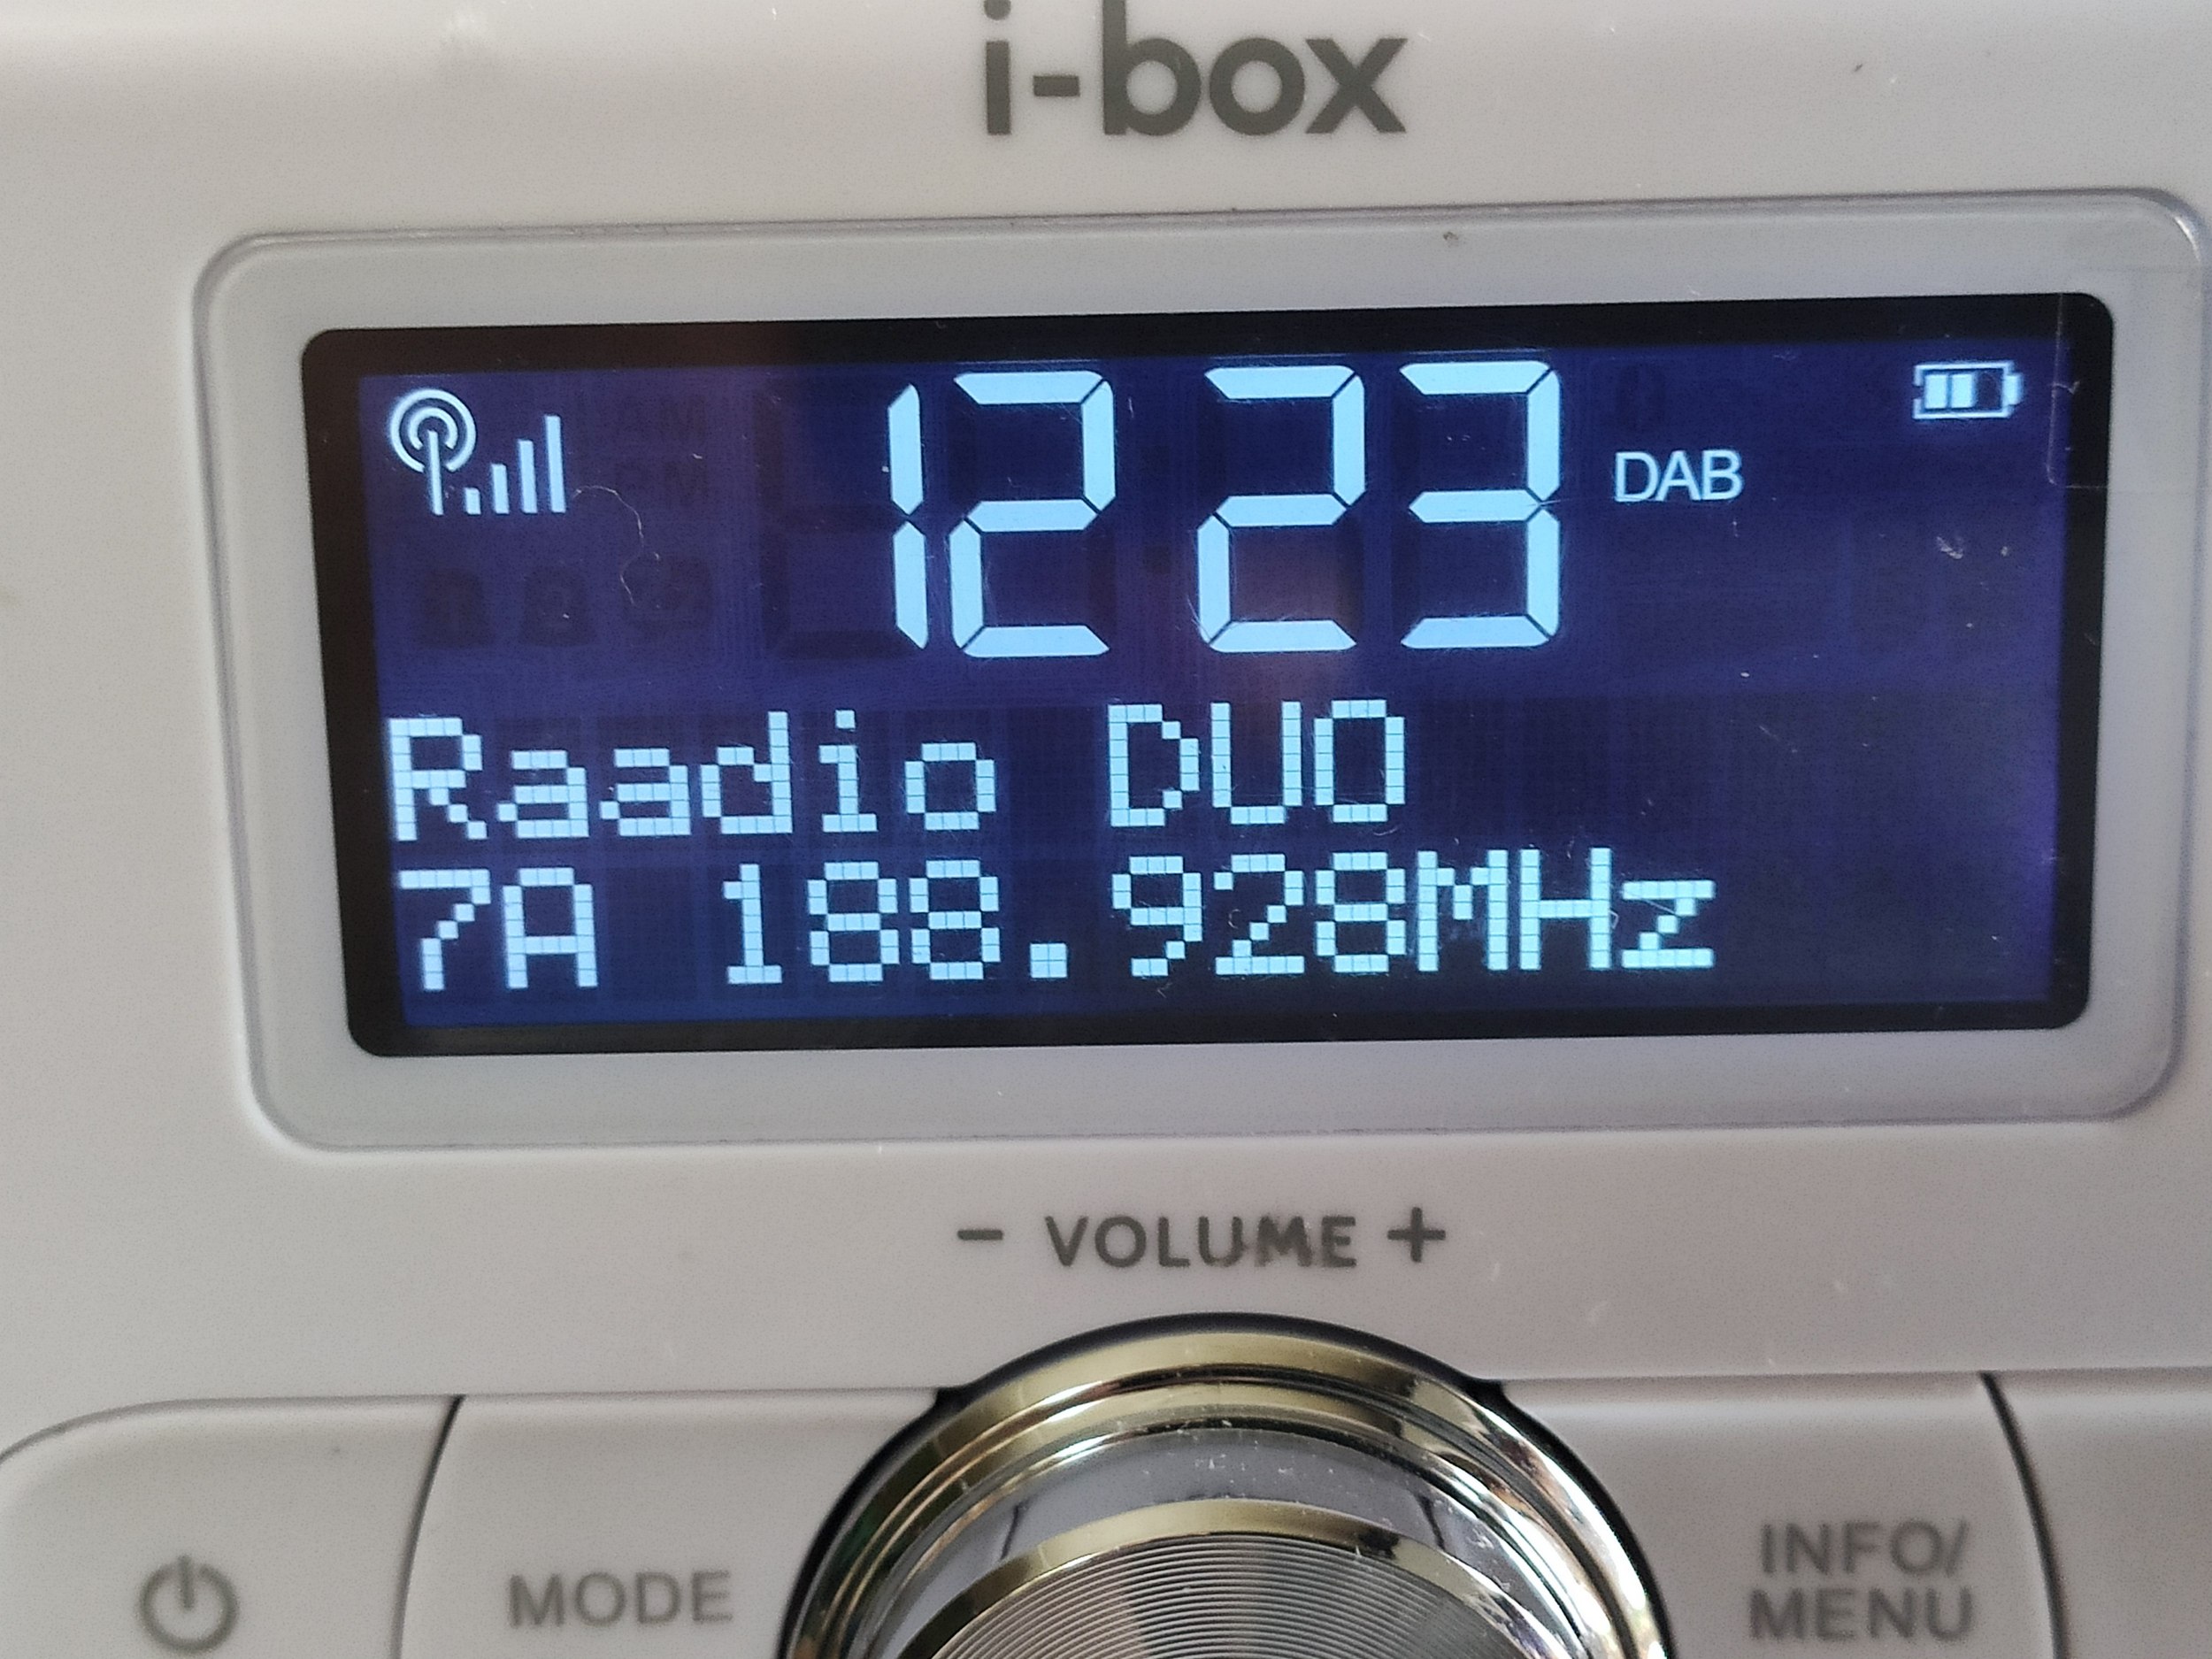 i-box
12 23
DAB
Raadio DUO
7A 188.928MHz
- VOLUME +
MODE
INFO/
MENU